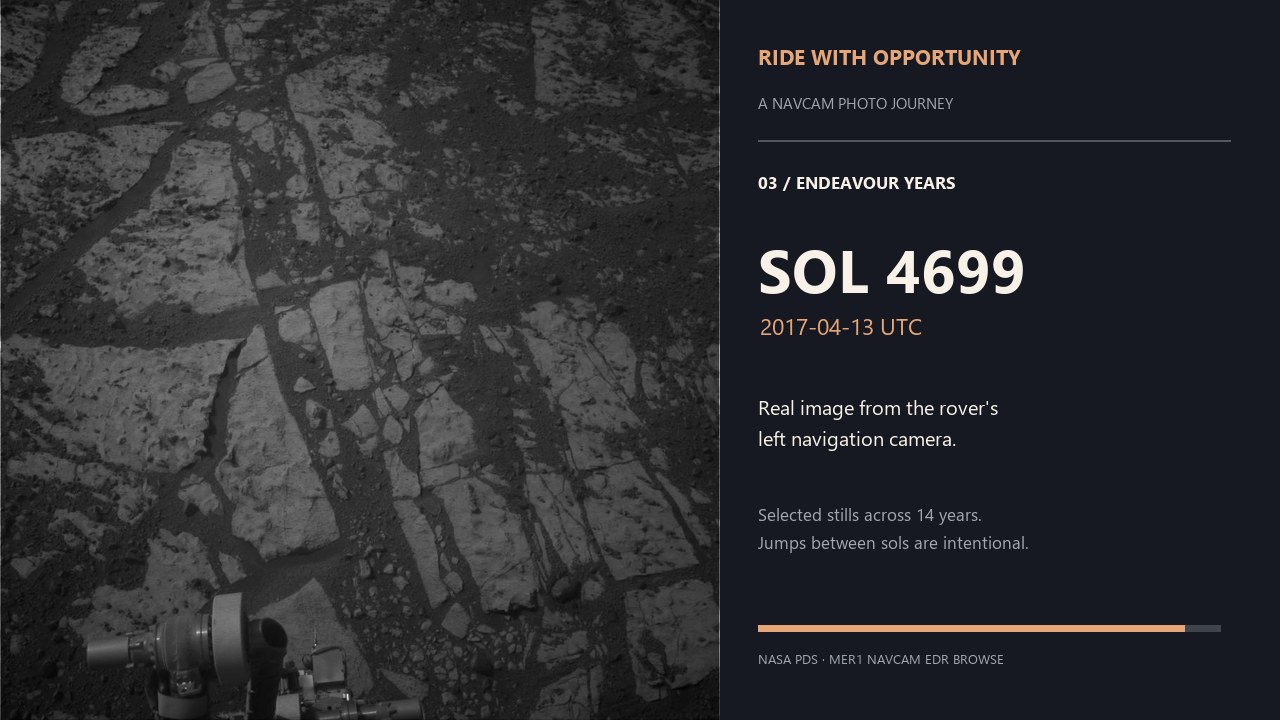 RIDE WITH OPPORTUNITY
A NAVCAM PHOTO JOURNEY
03 / ENDEAVOUR YEARS
SOL 4699
2017-04-13 UTC
Real image from the rover's
left navigation camera.
Selected stills across 14 years.
Jumps between sols are intentional.
NASA PDS · MER1 NAVCAM EDR BROWSE